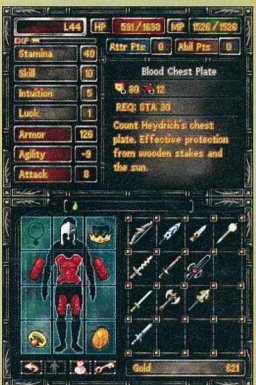 L44 HP 531/1630 MP 1526/1526
EXP
Attr Pts 0 Abil Pts 0
Stamina 40
Skill 10
Intuition 5
Luck 1
Armor 126
Agility -9
Attack 8
Blood Chest Plate
60 12
REQ: STA 30
Count Heydrich's chest
plate. Effective protection
from wooden stakes and
the sun.
Gold 621